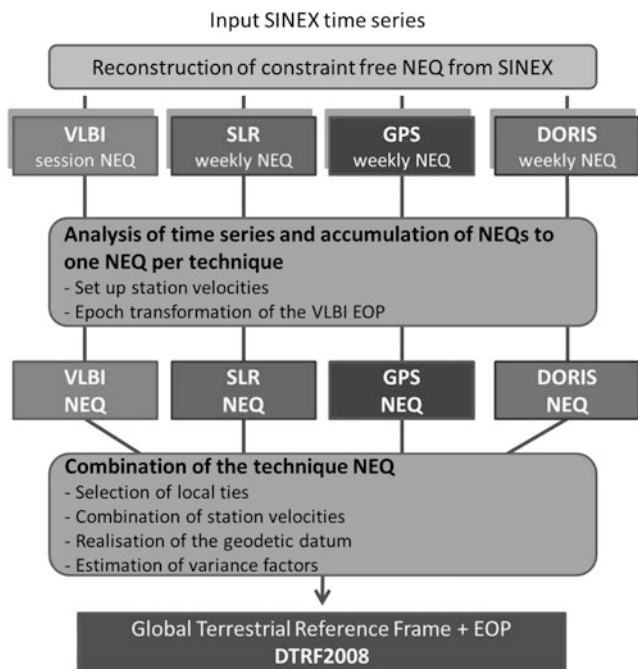 Input SINEX time series
Reconstruction of constraint free NEQ from SINEX
VLBI
session NEQ
SLR
weekly NEQ
GPS
weekly NEQ
DORIS
weekly NEQ
Analysis of time series and accumulation of NEQs to
one NEQ per technique
- Set up station velocities
- Epoch transformation of the VLBI EOP
VLBI
NEQ
SLR
NEQ
GPS
NEQ
DORIS
NEQ
Combination of the technique NEQ
- Selection of local ties
- Combination of station velocities
- Realisation of the geodetic datum
- Estimation of variance factors
Global Terrestrial Reference Frame + EOP
DTRF2008